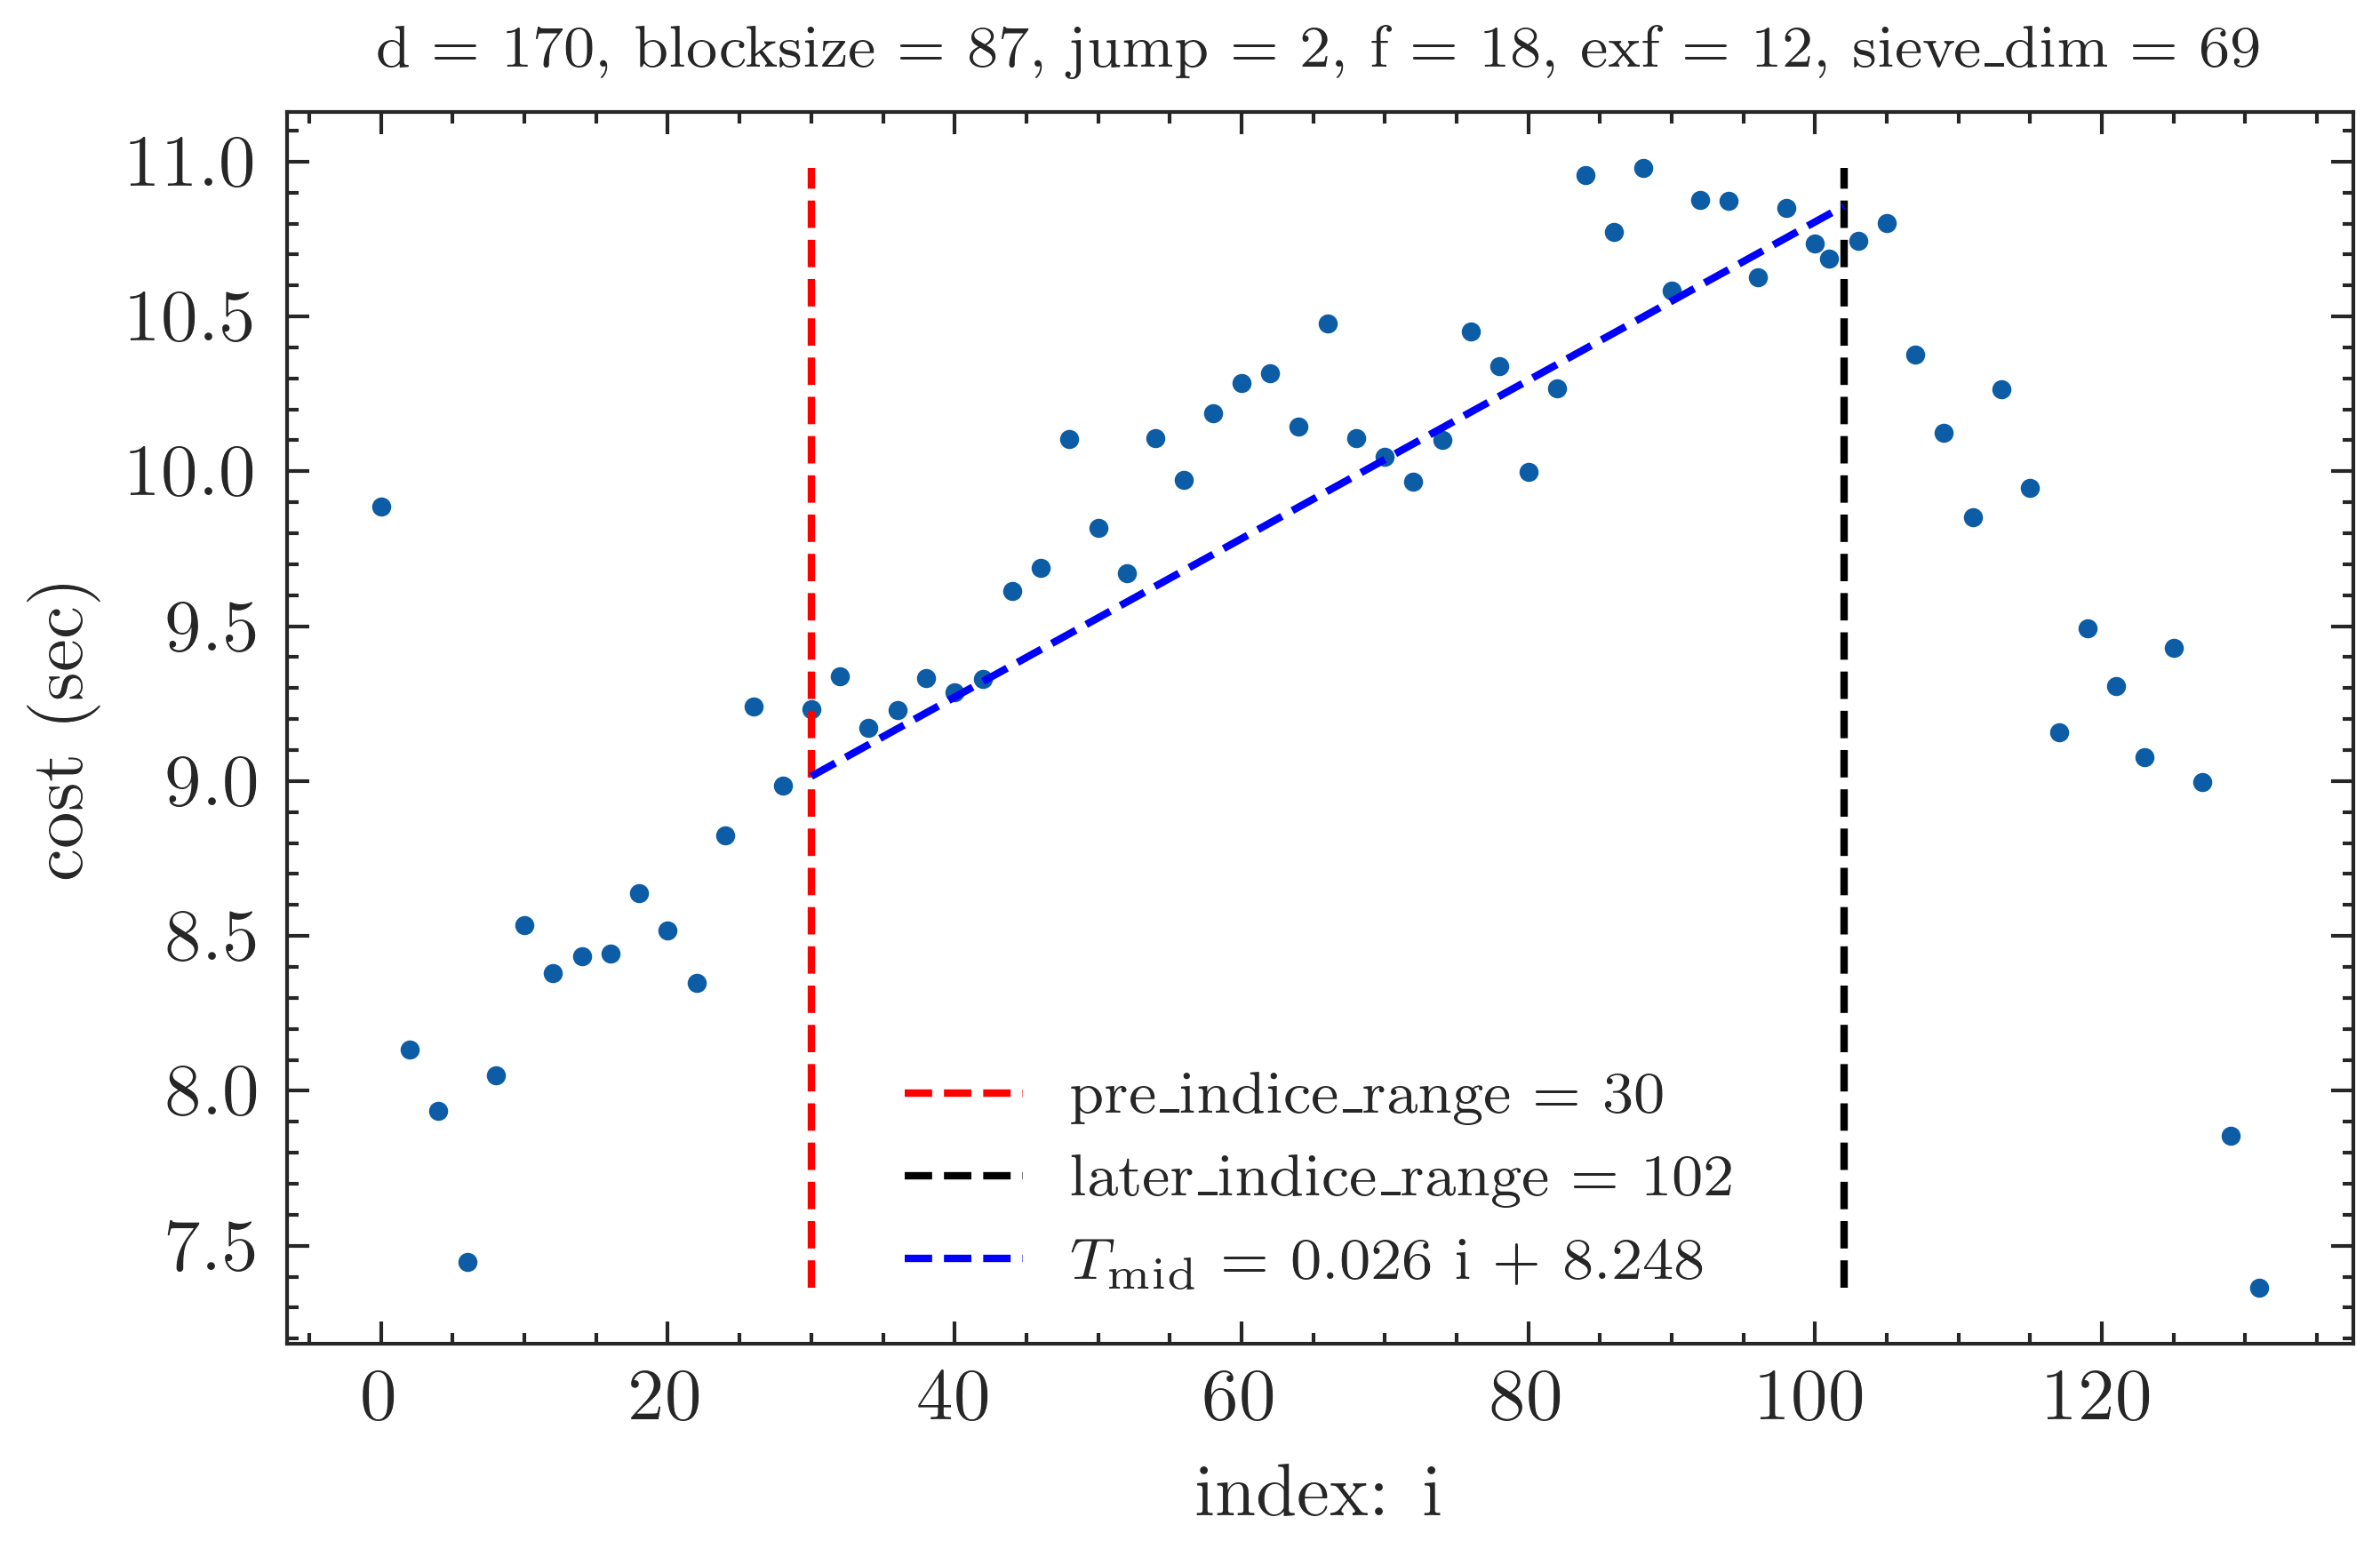 d = 170, blocksize = 87, jump = 2, f = 18, exf = 12, sieve_dim = 69
11.0
10.5
10.0
9.5
9.0
8.5
8.0
7.5
cost (sec)
pre_indice_range = 30
later_indice_range = 102
T_mid = 0.026 i + 8.248
0 20 40 60 80 100 120
index: i